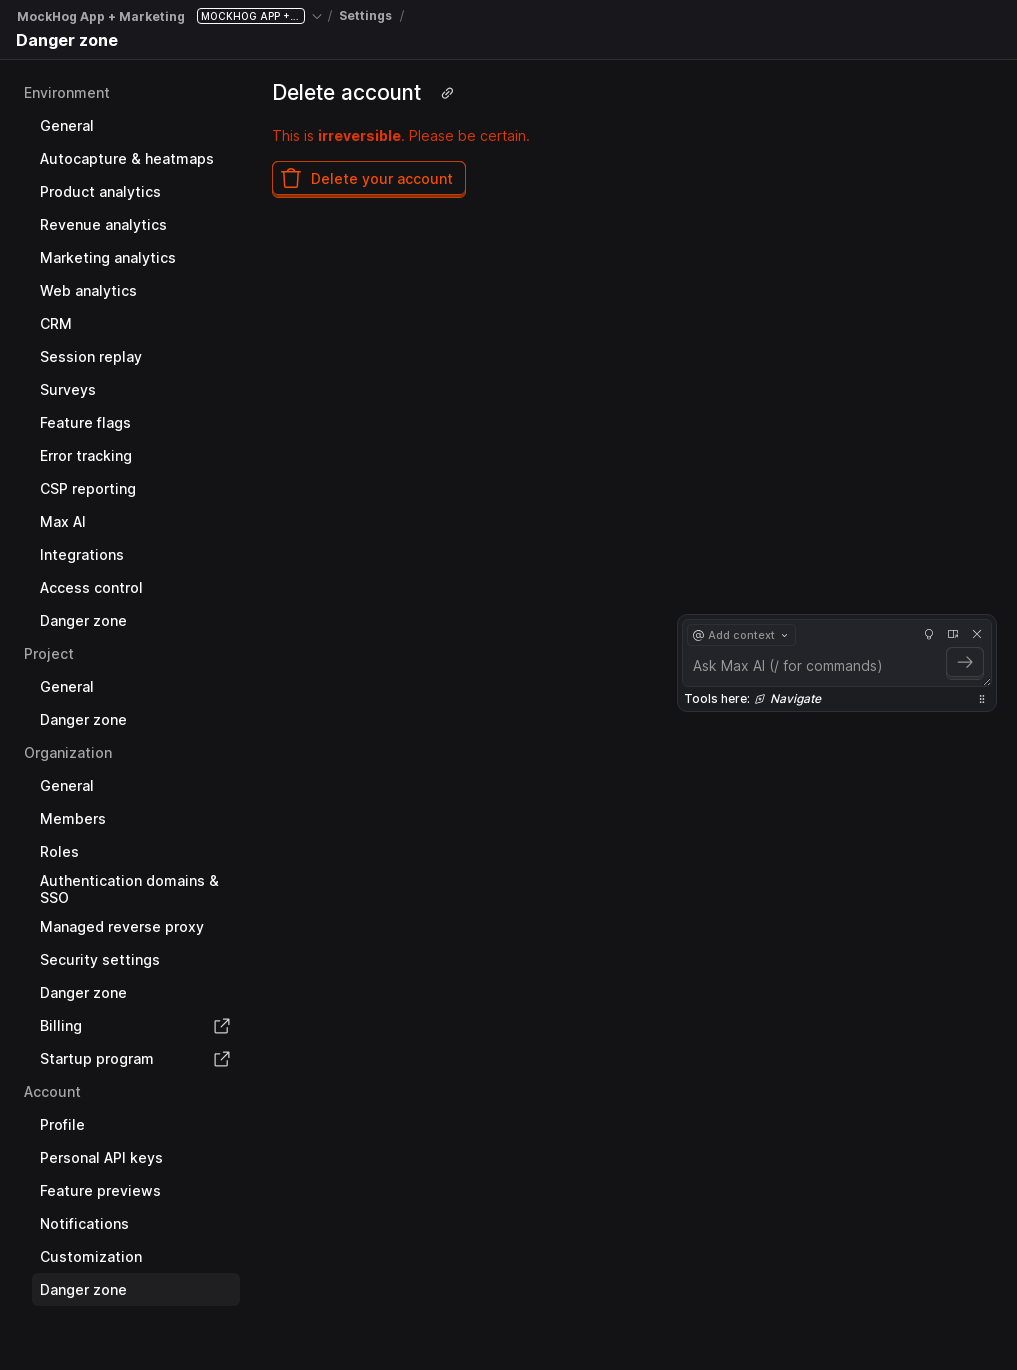 MockHog App + Marketing MOCKHOG APP +... / Settings /
Danger zone
Environment
General
Autocapture & heatmaps
Product analytics
Revenue analytics
Marketing analytics
Web analytics
CRM
Session replay
Surveys
Feature flags
Error tracking
CSP reporting
Max AI
Integrations
Access control
Danger zone
Project
General
Danger zone
Organization
General
Members
Roles
Authentication domains &
SSO
Managed reverse proxy
Security settings
Danger zone
Billing
Startup program
Account
Profile
Personal API keys
Feature previews
Notifications
Customization
Danger zone
Delete account
This is irreversible. Please be certain.
Delete your account
@ Add context
Ask Max AI (/ for commands)
Tools here: Navigate